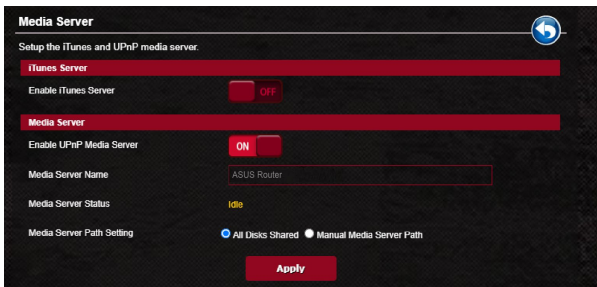 Media Server
Setup the iTunes and UPnP media server.
iTunes Server
Enable iTunes Server OFF
Media Server
Enable UPnP Media Server ON
Media Server Name ASUS Router
Media Server Status Idle
Media Server Path Setting All Disks Shared Manual Media Server Path
Apply